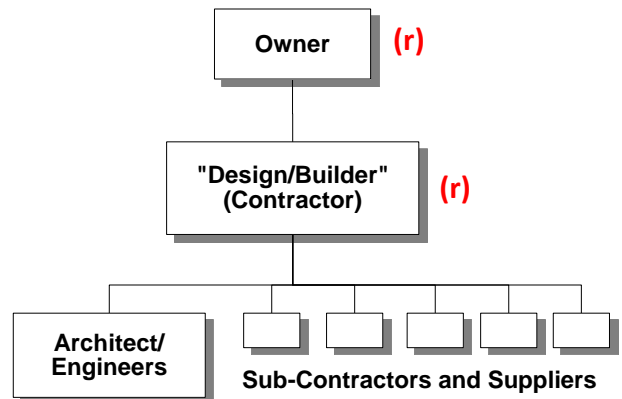 Owner
(r)
"Design/Builder"
(Contractor)
(r)
Architect/
Engineers
Sub-Contractors and Suppliers